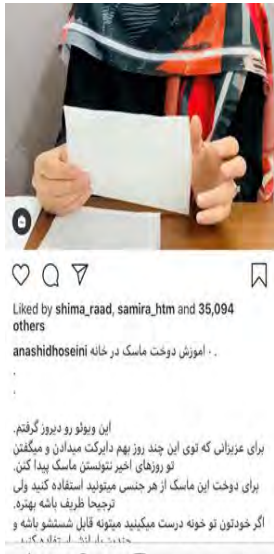 Liked by shima_raad, samira_htm and 35,094
others
anashidhoseini آموزش دوخت ماسک در خانه . .
.
.
این ویوئو رو دیروز گرفتم.
برای عزیزانی که توی این چند روز بهم دایرکت میدادن و میگفتن
تو روزهای اخیر نتونستن ماسک پیدا کنن.
برای دوخت این ماسک از هر جنسی میتونید استفاده کنید ولی
ترجیحا ظریف باشه بهتره.
اگر خودتون تو خونه درست میکینید میتونه قابل شستشو باشه و